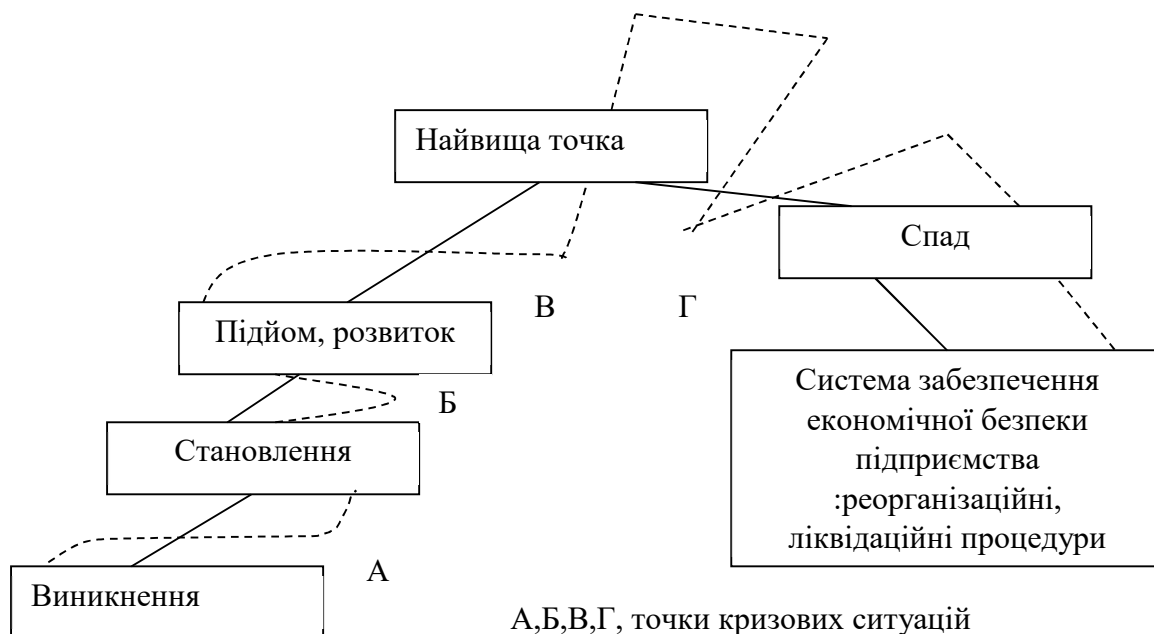 Найвища точка
Спад
В
Г
Підйом, розвиток
Система забезпечення
економічної безпеки
підприємства
:реорганізаційні,
ліквідаційні процедури
Б
Становлення
А
Виникнення
А,Б,В,Г, точки кризових ситуацій